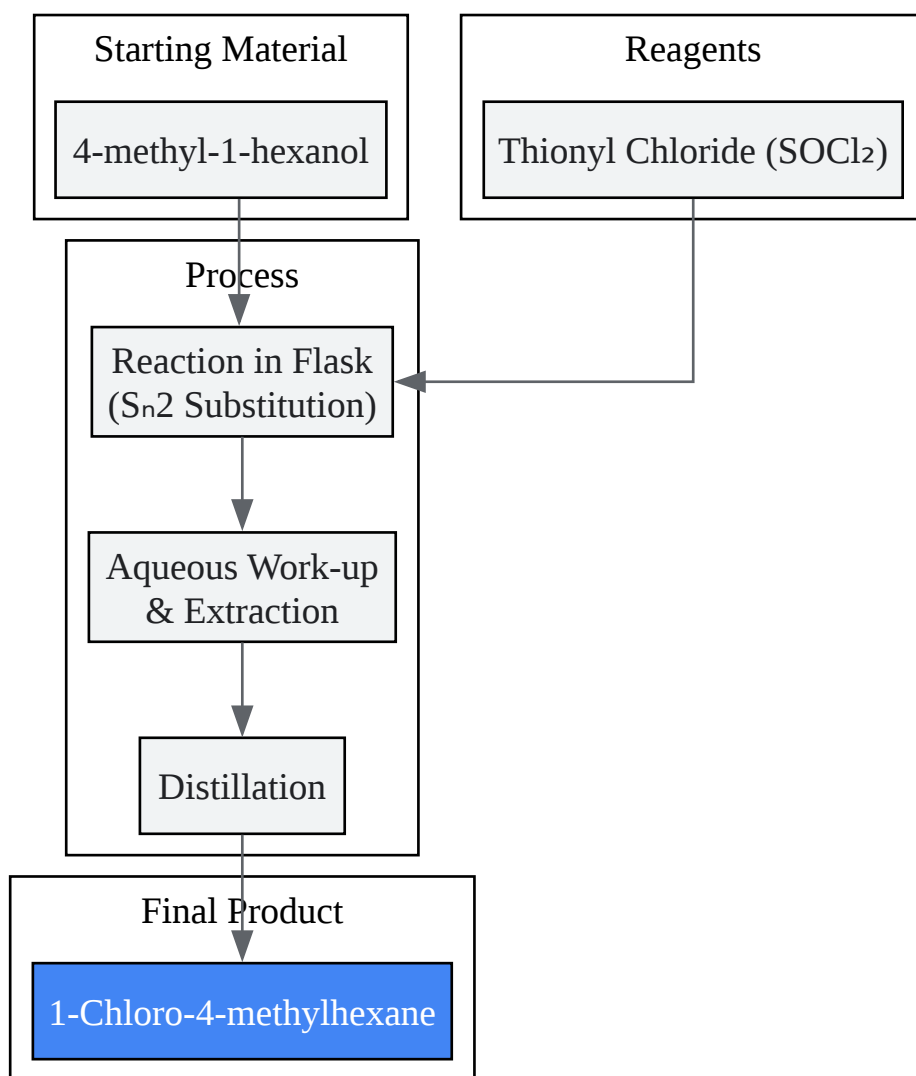 Starting Material
Reagents
4-methyl-1-hexanol
Thionyl Chloride (SOCl₂)
Process
Reaction in Flask
(Sₙ2 Substitution)
Aqueous Work-up
& Extraction
Distillation
Final Product
1-Chloro-4-methylhexane